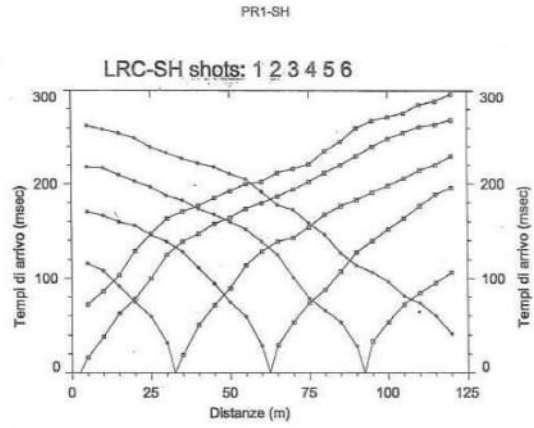 PR1-SH
LRC-SH shots: 1 2 3 4 5 6
300
200
100
0
Tempi di arrivo (msec)
300
200
100
0
Tempi di arrivo (msec)
0 25 50 75 100 125
Distanze (m)